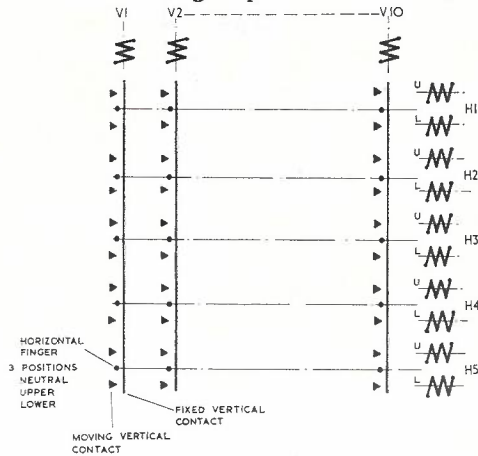 V1 V2 V10
U
H1
L
U
H2
L
U
H3
L
U
H4
L
U
H5
L
HORIZONTAL
FINGER
3 POSITIONS
NEUTRAL
UPPER
LOWER
FIXED VERTICAL
CONTACT
MOVING VERTICAL
CONTACT